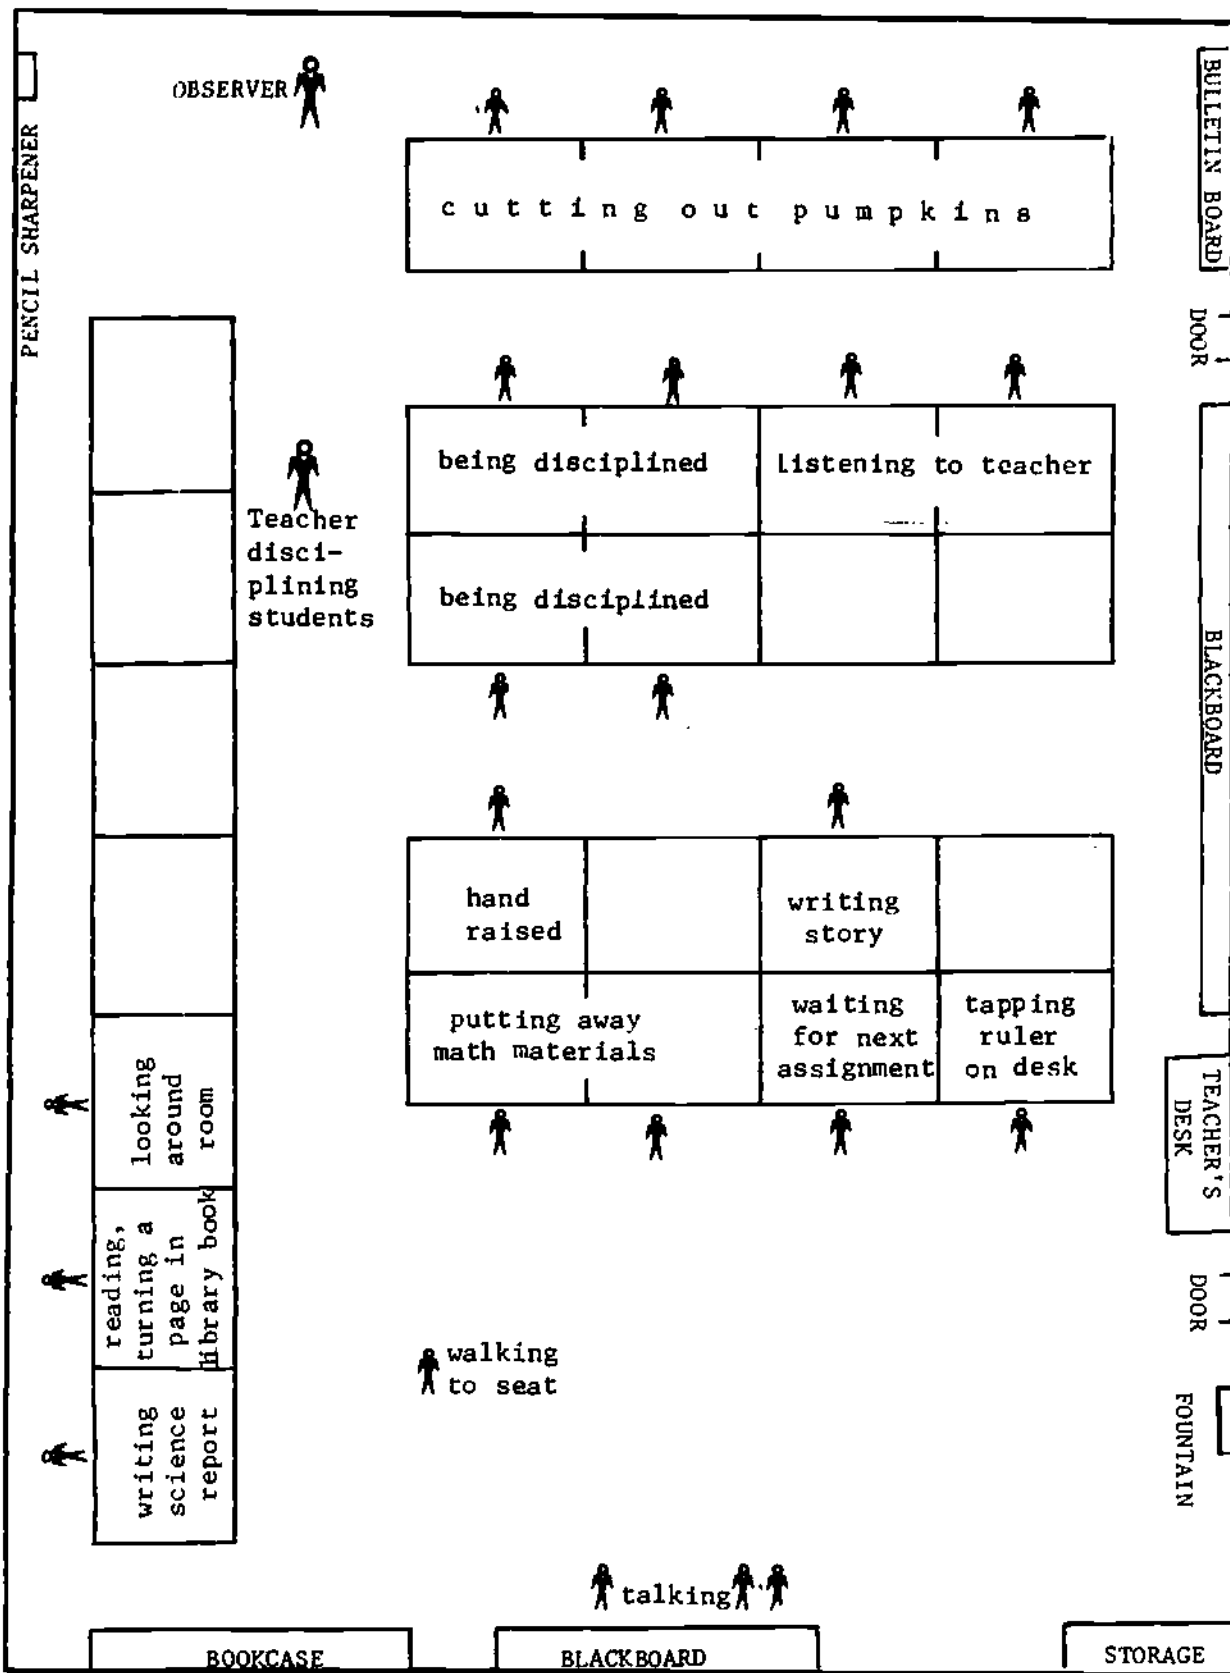 OBSERVER
PENCIL SHARPENER
BULLETIN BOARD
cutting out pumpkins
DOOR
being disciplined
Listening to teacher
Teacher
disci-
plining
students
being disciplined
BLACKBOARD
hand
raised
writing
story
putting away
math materials
waiting
for next
assignment
tapping
ruler
on desk
looking
around
room
TEACHER'S
DESK
reading,
turning a
page in
library book
DOOR
walking
to seat
writing
science
report
FOUNTAIN
talking
BOOKCASE
BLACKBOARD
STORAGE